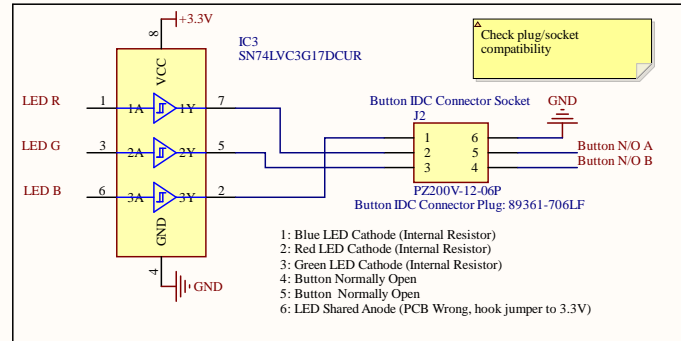 +3.3V
8
IC3
SN74LVC3G17DCUR
VCC
Check plug/socket
compatibility
LED R
1
1A
1Y
7
Button IDC Connector Socket
J2
GND
LED G
3
2A
2Y
5
1
6
2
5
Button N/O A
3
4
Button N/O B
LED B
6
3A
3Y
2
PZ200V-12-06P
Button IDC Connector Plug: 89361-706LF
GND
4
GND
1: Blue LED Cathode (Internal Resistor)
2: Red LED Cathode (Internal Resistor)
3: Green LED Cathode (Internal Resistor)
4: Button Normally Open
5: Button  Normally Open
6: LED Shared Anode (PCB Wrong, hook jumper to 3.3V)